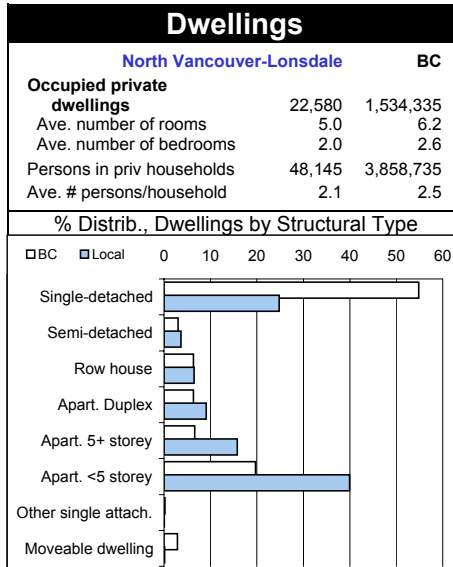 Dwellings
North Vancouver-Lonsdale BC
Occupied private
dwellings 22,580 1,534,335
Ave. number of rooms 5.0 6.2
Ave. number of bedrooms 2.0 2.6
Persons in priv households 48,145 3,858,735
Ave. # persons/household 2.1 2.5
% Distrib., Dwellings by Structural Type
BC Local 0 10 20 30 40 50 60
Single-detached
Semi-detached
Row house
Apart. Duplex
Apart. 5+ storey
Apart. <5 storey
Other single attach.
Moveable dwelling